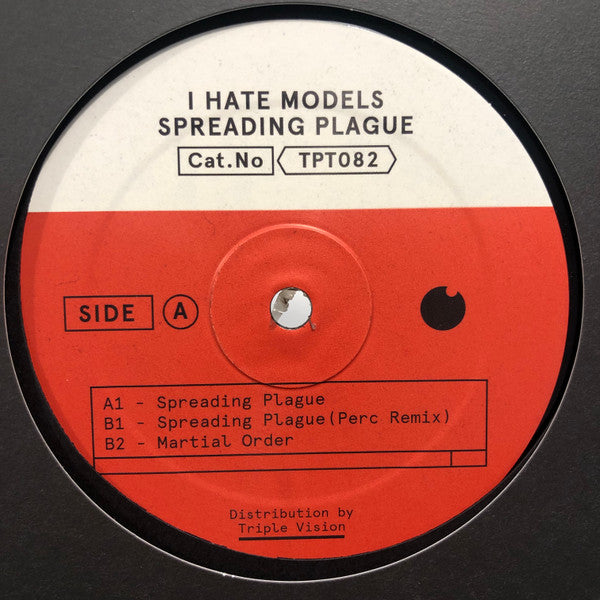 I HATE MODELS
SPREADING PLAGUE
Cat.No TPT082
SIDE A
A1 - Spreading Plague
B1 - Spreading Plague(Perc Remix)
B2 - Martial Order
Distribution by
Triple Vision